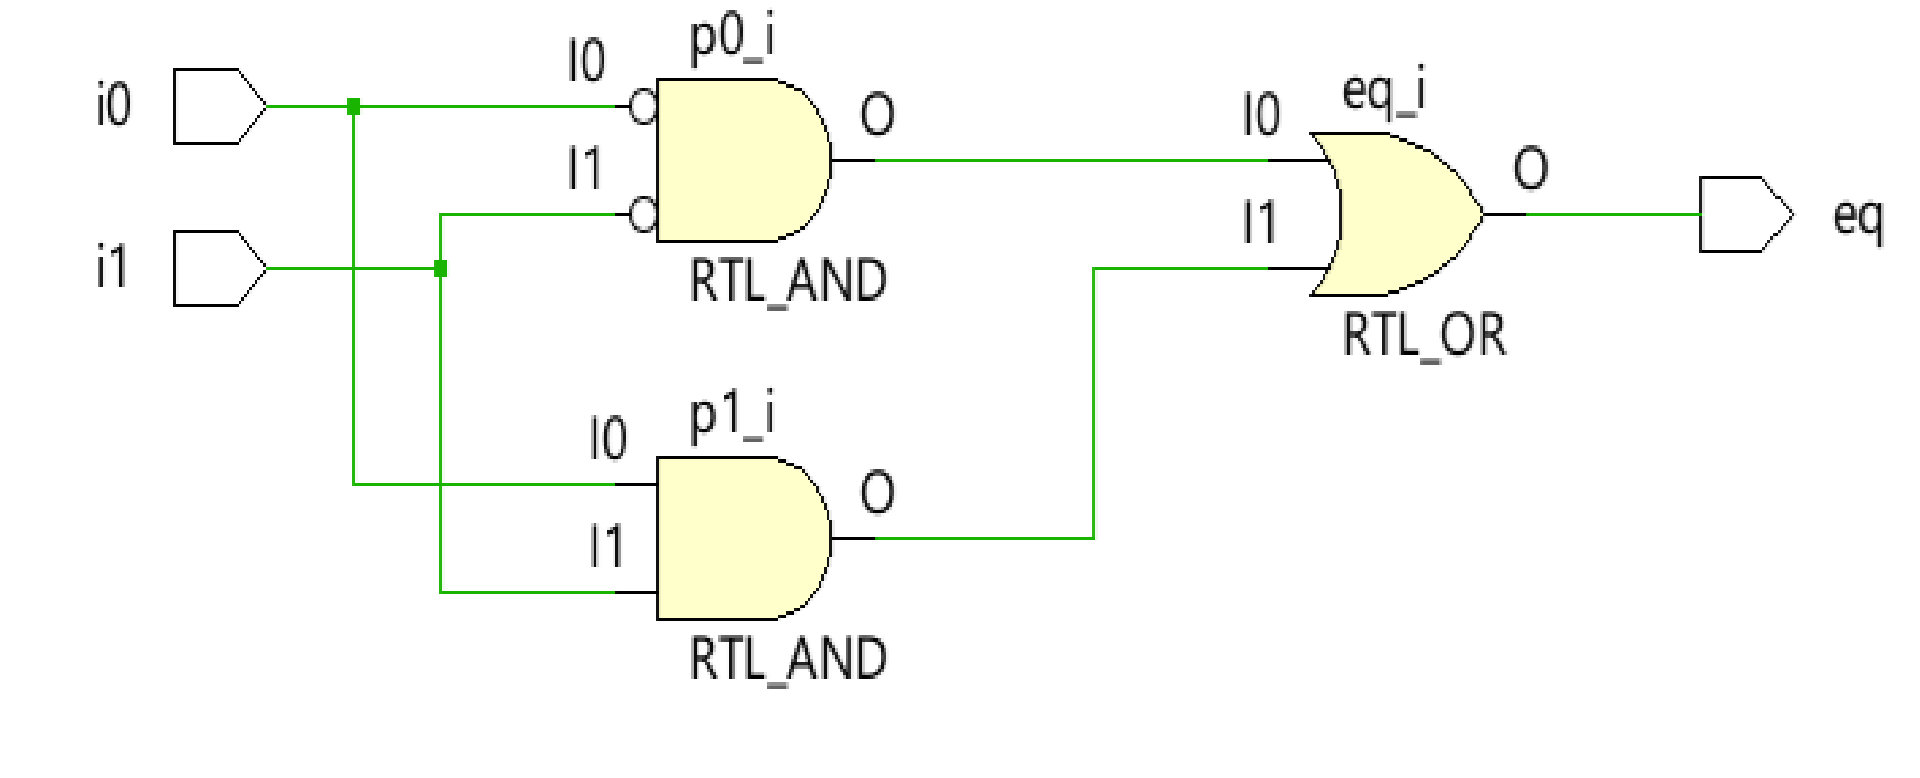 p0_i
I0
i0
O
I1
i1
RTL_AND
eq_i
I0
O
I1
eq
RTL_OR
p1_i
I0
O
I1
RTL_AND